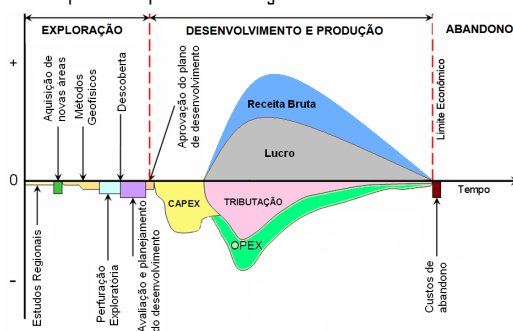 EXPLORAÇÃO
DESENVOLVIMENTO E PRODUÇÃO
ABANDONO
+
Aquisição de
novas áreas
Métodos
Geofísicos
Descoberta
Aprovação do plano
de desenvolvimento
Receita Bruta
Lucro
Limite Econômico
0
Tempo
CAPEX
TRIBUTAÇÃO
OPEX
-
Estudos Regionais
Perfuração
Exploratória
Avaliação e planejamento
do desenvolvimento
Custos de
abandono